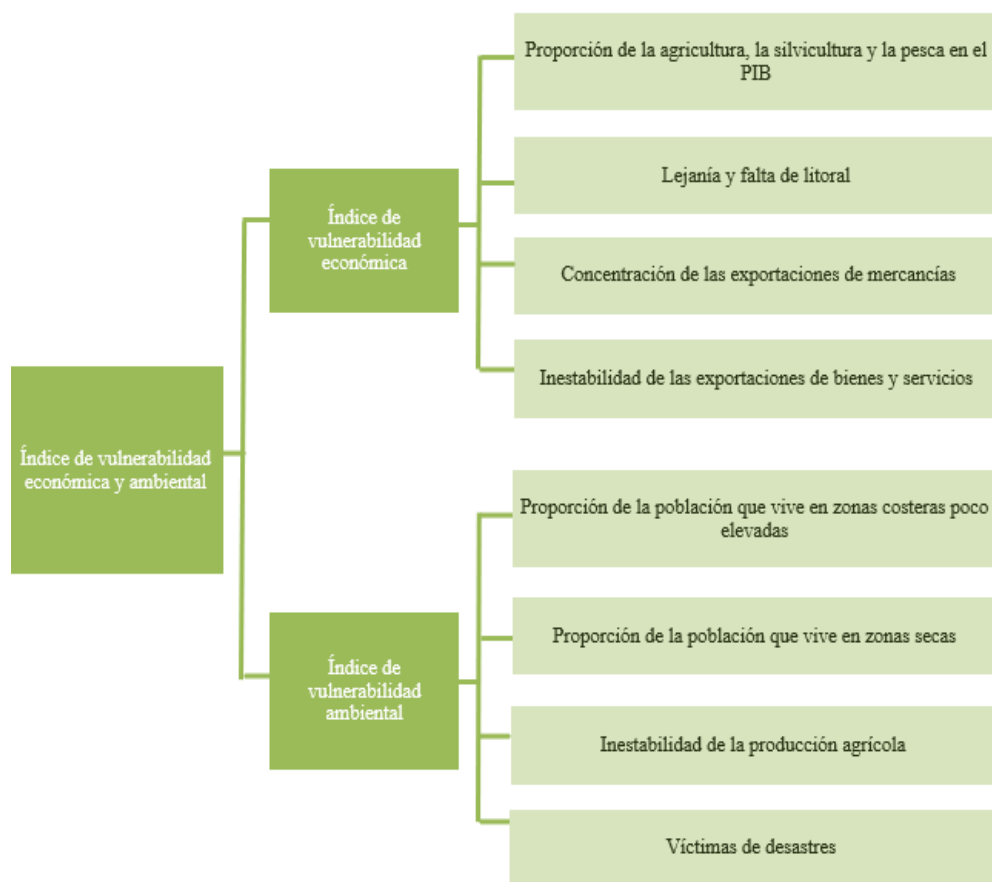 Proporción de la agricultura, la silvicultura y la pesca en el
PIB
Lejanía y falta de litoral
Índice de
vulnerabilidad
económica
Concentración de las exportaciones de mercancías
Inestabilidad de las exportaciones de bienes y servicios
Índice de vulnerabilidad
económica y ambiental
Proporción de la población que vive en zonas costeras poco
elevadas
Proporción de la población que vive en zonas secas
Índice de
vulnerabilidad
ambiental
Inestabilidad de la producción agrícola
Víctimas de desastres